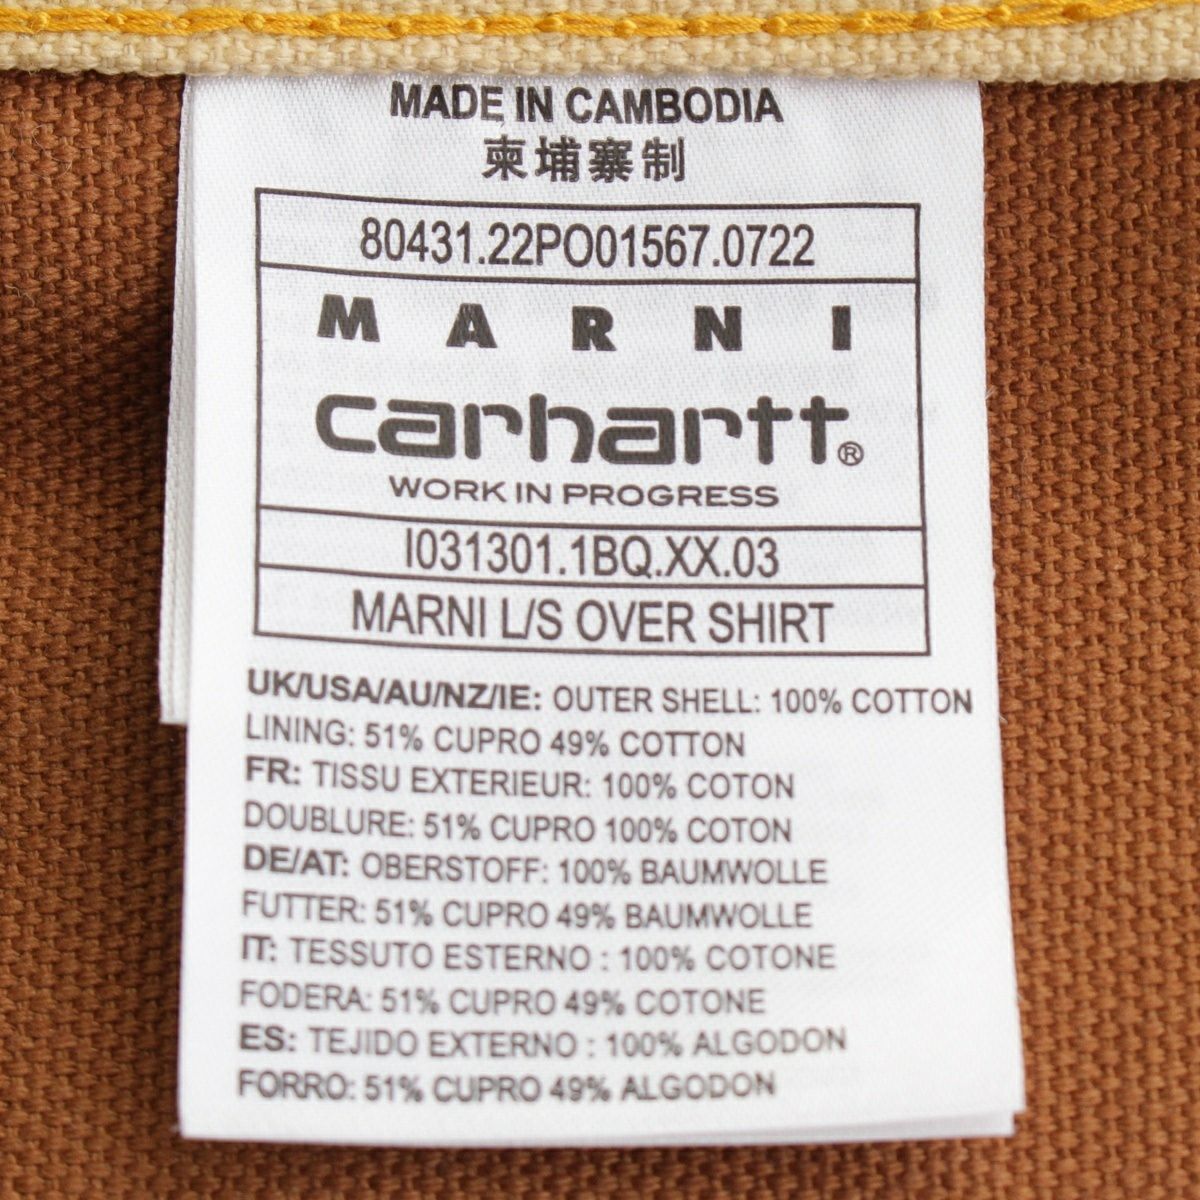 MADE IN CAMBODIA
柬埔寨制
80431.22PO01567.0722
MARNI
carhartt®
WORK IN PROGRESS
I031301.1BQ.XX.03
MARNI L/S OVER SHIRT
UK/USA/AU/NZ/IE: OUTER SHELL: 100% COTTON
LINING: 51% CUPRO 49% COTTON
FR: TISSU EXTERIEUR: 100% COTON
DOUBLURE: 51% CUPRO 100% COTON
DE/AT: OBERSTOFF: 100% BAUMWOLLE
FUTTER: 51% CUPRO 49% BAUMWOLLE
IT: TESSUTO ESTERNO : 100% COTONE
FODERA: 51% CUPRO 49% COTONE
ES: TEJIDO EXTERNO : 100% ALGODON
FORRO: 51% CUPRO 49% ALGODON